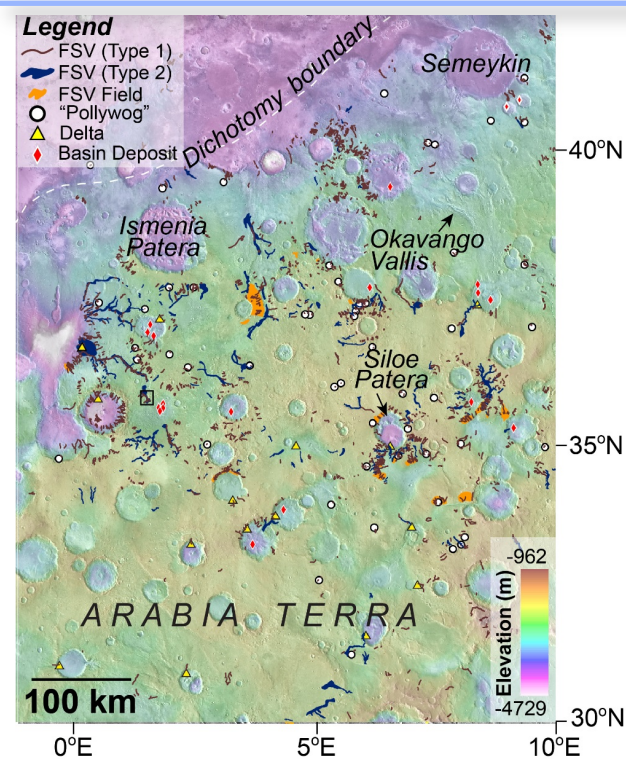 Legend
FSV (Type 1)
FSV (Type 2)
FSV Field
“Pollywog”
Delta
Basin Deposit
Dichotomy boundary
Semeykin
40°N
Ismenia
Patera
Okavango
Vallis
Siloe
Patera
35°N
ARABIA TERRA
-962
Elevation (m)
-4729
100 km
30°N
0°E
5°E
10°E